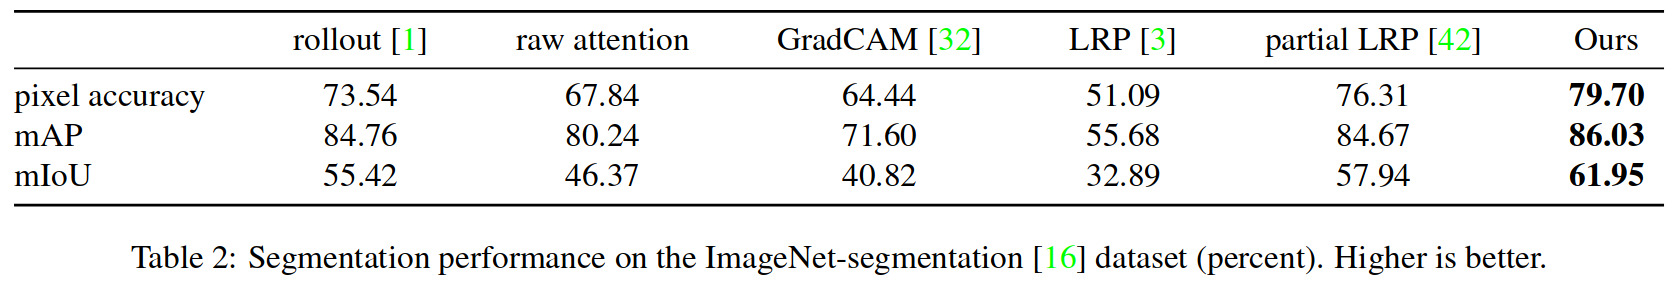 rollout [1] raw attention GradCAM [32] LRP [3] partial LRP [42] Ours
pixel accuracy 73.54 67.84 64.44 51.09 76.31 79.70
mAP 84.76 80.24 71.60 55.68 84.67 86.03
mIoU 55.42 46.37 40.82 32.89 57.94 61.95
Table 2: Segmentation performance on the ImageNet-segmentation [16] dataset (percent). Higher is better.